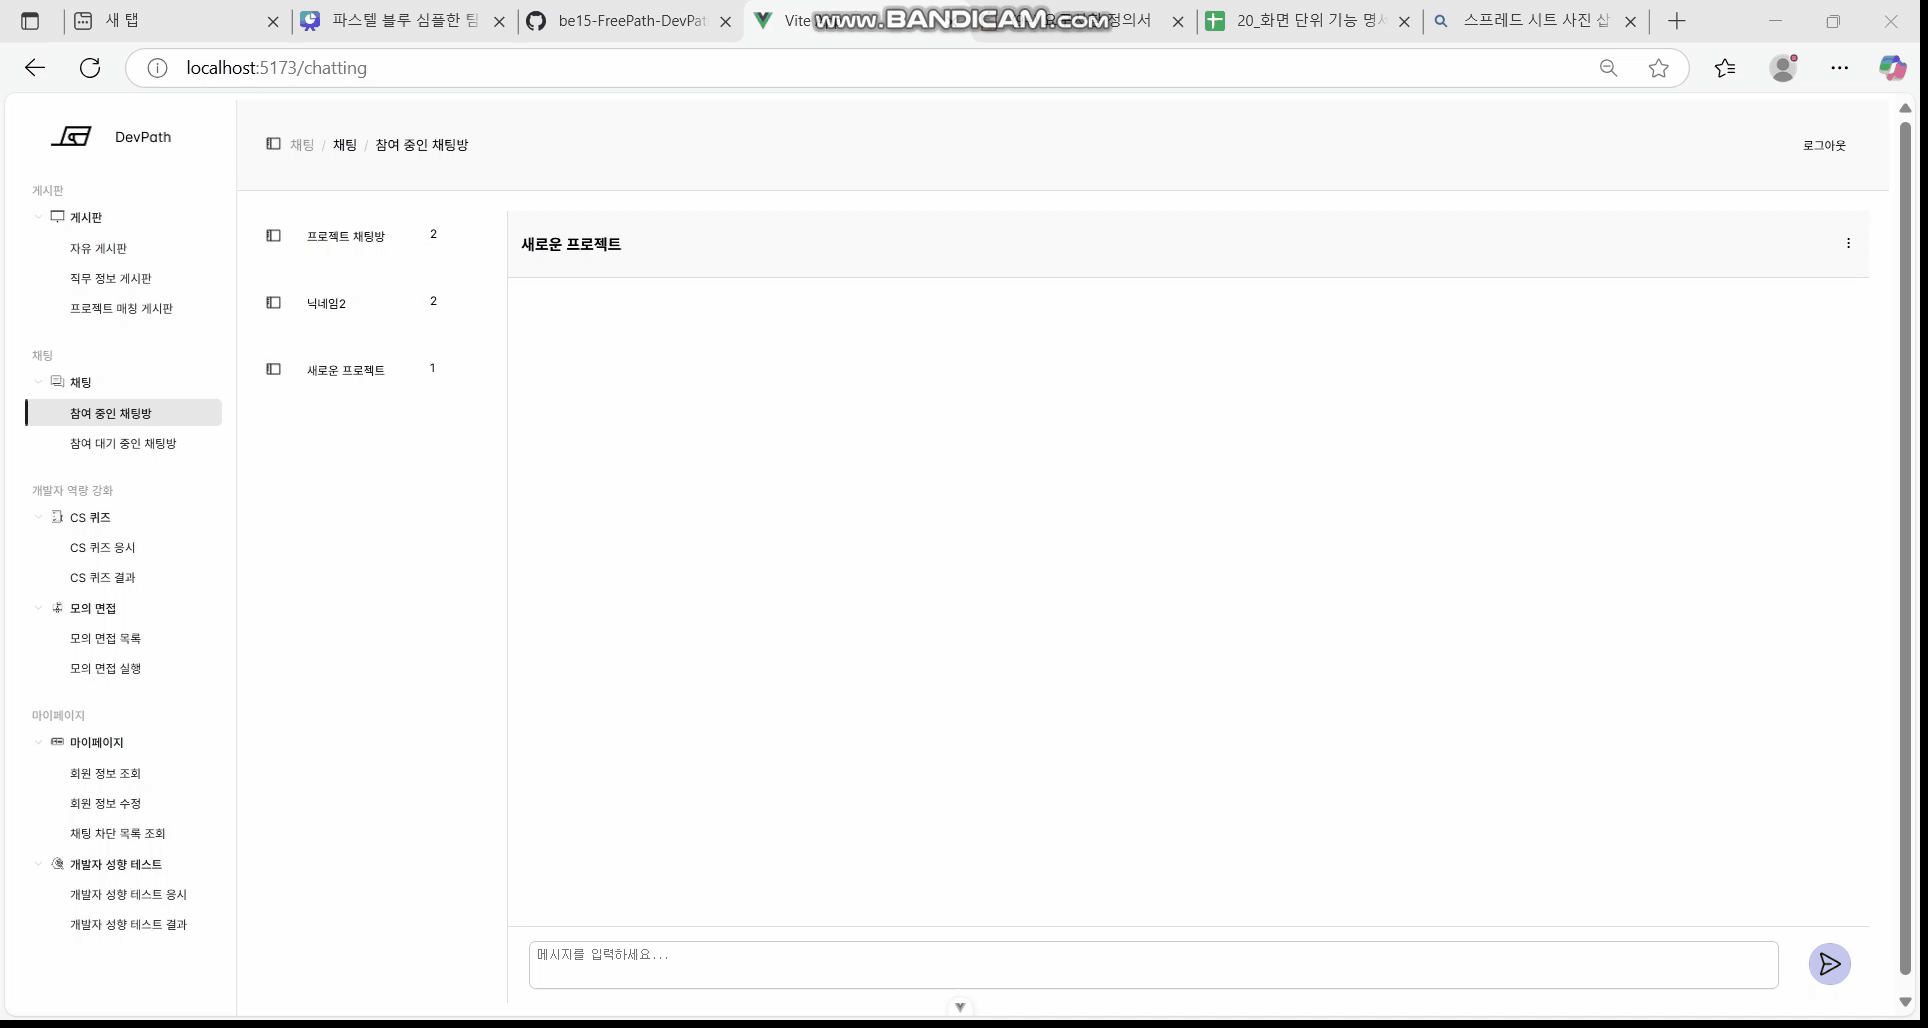 새 탭
파스텔 블루 심플한 팀
be15-FreePath-DevPat
Vite
www.BANDICAM.com
정의서
20_화면 단위 기능 명세
스프레드 시트 사진 삽
localhost:5173/chatting
DevPath
채팅 / 채팅 / 참여 중인 채팅방
로그아웃
게시판
게시판
자유 게시판
직무 정보 게시판
프로젝트 매칭 게시판
채팅
채팅
참여 중인 채팅방
참여 대기 중인 채팅방
개발자 역량 강화
CS 퀴즈
CS 퀴즈 응시
CS 퀴즈 결과
모의 면접
모의 면접 목록
모의 면접 실행
마이페이지
마이페이지
회원 정보 조회
회원 정보 수정
채팅 차단 목록 조회
개발자 성향 테스트
개발자 성향 테스트 응시
개발자 성향 테스트 결과
프로젝트 채팅방 2
닉네임2 2
새로운 프로젝트 1
새로운 프로젝트
메시지를 입력하세요...